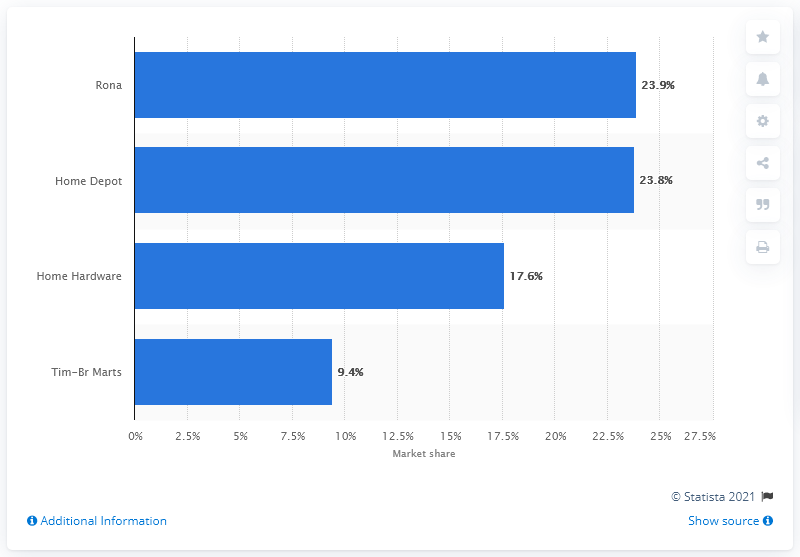 Rona
23.9%
Home Depot
23.8%
Home Hardware
17.6%
Tim-Br Marts
9.4%
0% 2.5% 5% 7.5% 10% 12.5% 15% 17.5% 20% 22.5% 25% 27.5%
Market share
© Statista 2021
Additional Information
Show source